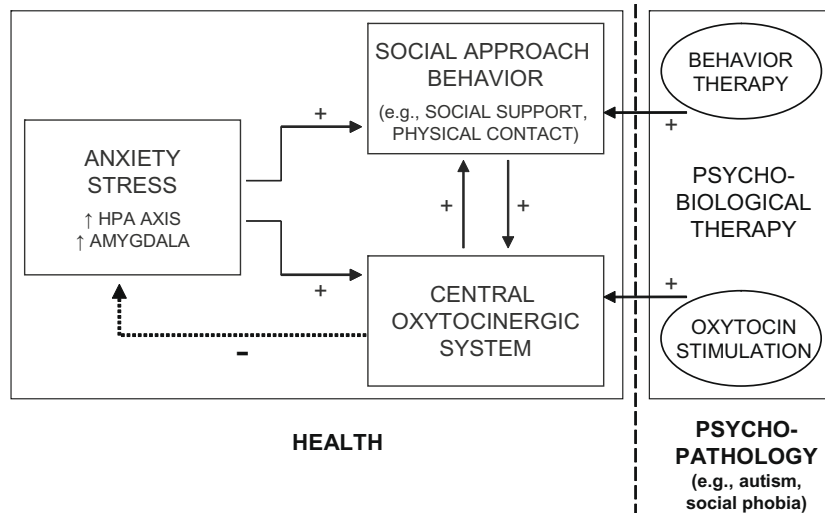 SOCIAL APPROACH
BEHAVIOR
(e.g., SOCIAL SUPPORT,
PHYSICAL CONTACT)
+
ANXIETY
STRESS
↑ HPA AXIS
↑ AMYGDALA
+
+
+
CENTRAL
OXYTOCINERGIC
SYSTEM
-
HEALTH
BEHAVIOR
THERAPY
+
PSYCHO-
BIOLOGICAL
THERAPY
+
OXYTOCIN
STIMULATION
PSYCHO-
PATHOLOGY
(e.g., autism,
social phobia)